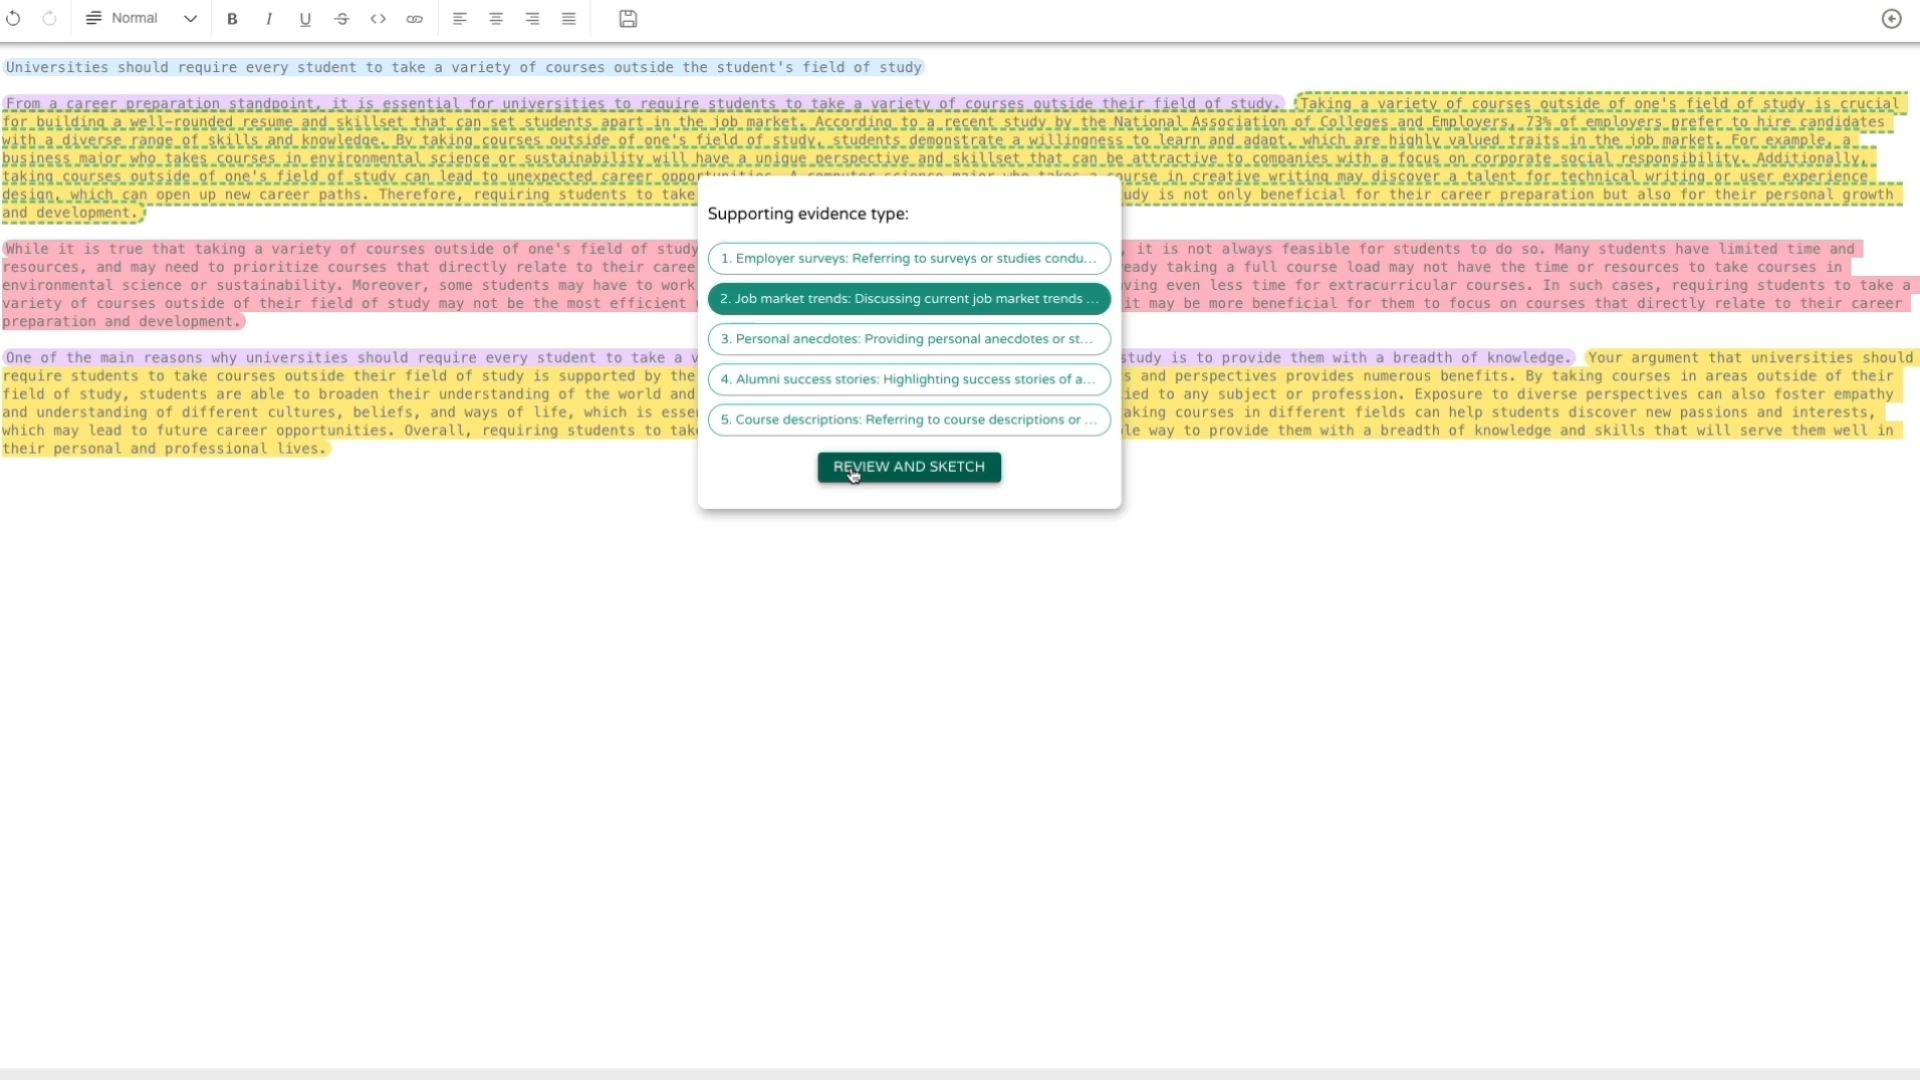 Normal
Universities should require every student to take a variety of courses outside the student's field of study
From a career preparation standpoint, it is essential for universities to require students to take a variety of courses outside their field of study. Taking a variety of courses outside of one's field of study is crucial
for building a well-rounded resume and skillset that can set students apart in the job market. According to a recent study by the National Association of Colleges and Employers, 73% of employers prefer to hire candidates
with a diverse range of skills and knowledge. By taking courses outside of one's field of study, students demonstrate a willingness to learn and adapt, which are highly valued traits in the job market. For example, a
business major who takes courses in environmental science or sustainability will have a unique perspective and skillset that can be attractive to companies with a focus on corporate social responsibility. Additionally,
taking courses outside of one's field of study can lead to unexpected career opportunities. A computer science major who takes a course in creative writing may discover a talent for technical writing or user experience
design, which can open up new career paths. Therefore, requiring students to take udy is not only beneficial for their career preparation but also for their personal growth
and development.
While it is true that taking a variety of courses outside of one's field of study , it is not always feasible for students to do so. Many students have limited time and
resources, and may need to prioritize courses that directly relate to their caree eady taking a full course load may not have the time or resources to take courses in
environmental science or sustainability. Moreover, some students may have to work ving even less time for extracurricular courses. In such cases, requiring students to take a
variety of courses outside of their field of study may not be the most efficient it may be more beneficial for them to focus on courses that directly relate to their career
preparation and development.
One of the main reasons why universities should require every student to take a v study is to provide them with a breadth of knowledge. Your argument that universities should
require students to take courses outside their field of study is supported by the s and perspectives provides numerous benefits. By taking courses in areas outside of their
field of study, students are able to broaden their understanding of the world and ied to any subject or profession. Exposure to diverse perspectives can also foster empathy
and understanding of different cultures, beliefs, and ways of life, which is esse aking courses in different fields can help students discover new passions and interests,
which may lead to future career opportunities. Overall, requiring students to take le way to provide them with a breadth of knowledge and skills that will serve them well in
their personal and professional lives.
Supporting evidence type:
1. Employer surveys: Referring to surveys or studies condu...
2. Job market trends: Discussing current job market trends ...
3. Personal anecdotes: Providing personal anecdotes or st...
4. Alumni success stories: Highlighting success stories of a...
5. Course descriptions: Referring to course descriptions or ...
REVIEW AND SKETCH